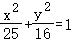 x²/25 + y²/16 = 1